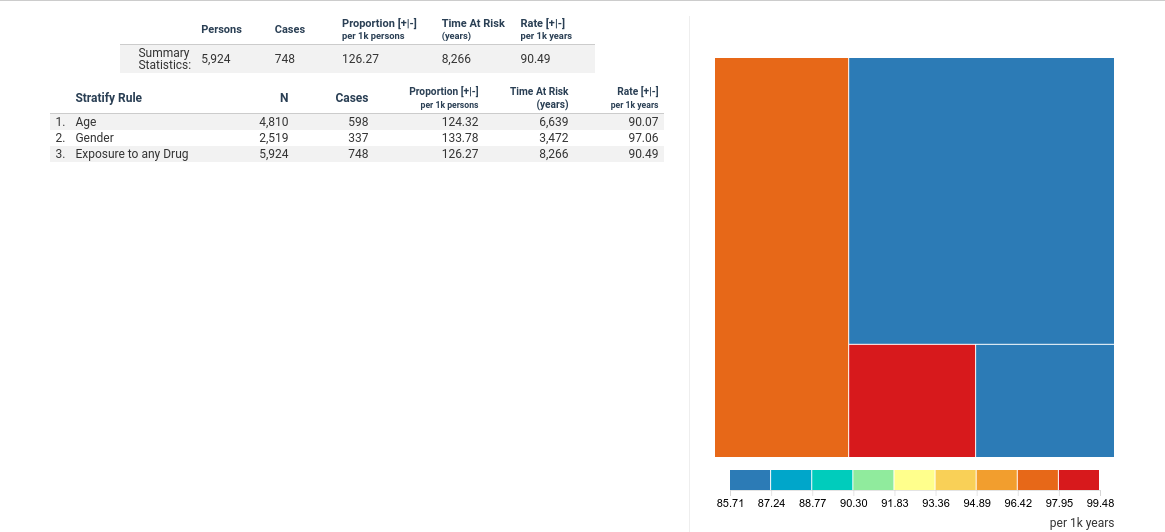 Persons Cases Proportion [+|-] per 1k persons Time At Risk (years) Rate [+|-] per 1k years
Summary Statistics: 5,924 748 126.27 8,266 90.49
Stratify Rule N Cases Proportion [+|-] per 1k persons Time At Risk (years) Rate [+|-] per 1k years
1. Age 4,810 598 124.32 6,639 90.07
2. Gender 2,519 337 133.78 3,472 97.06
3. Exposure to any Drug 5,924 748 126.27 8,266 90.49
85.71 87.24 88.77 90.30 91.83 93.36 94.89 96.42 97.95 99.48
per 1k years